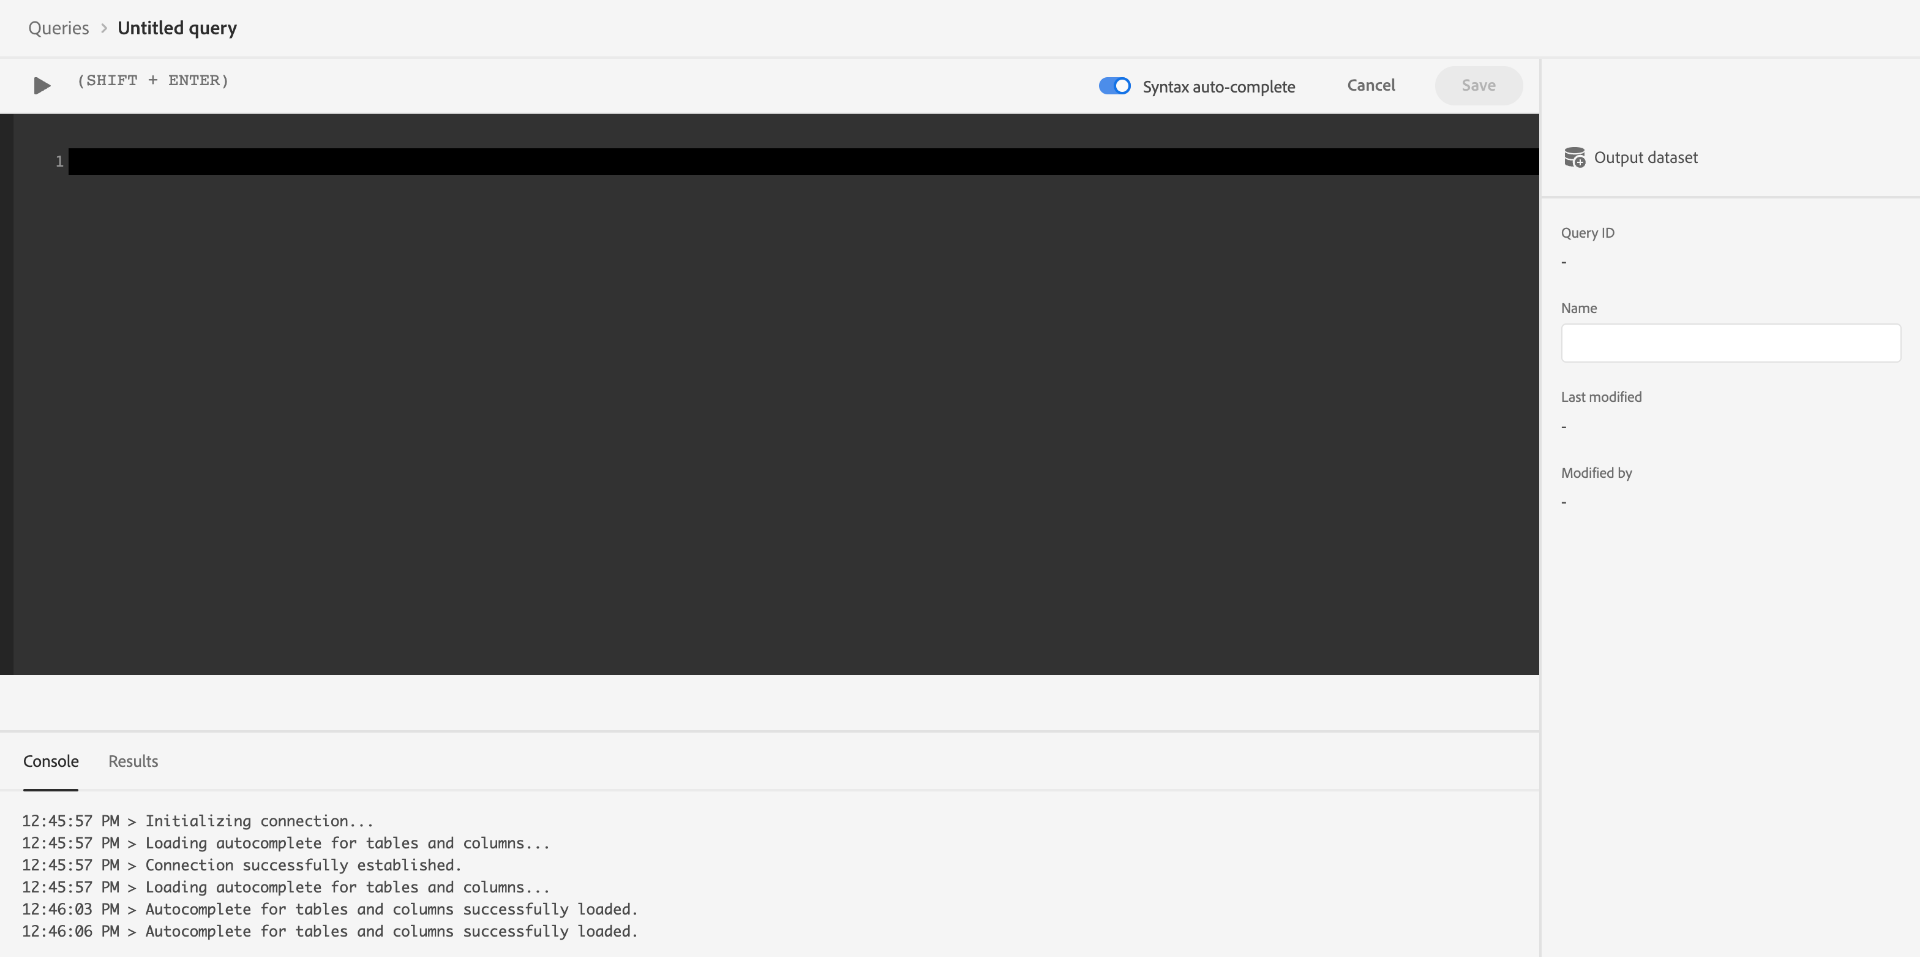 Queries > Untitled query
(SHIFT + ENTER)
Syntax auto-complete
Cancel
Save
1
Output dataset
Query ID
-
Name
Last modified
-
Modified by
-
Console
Results
12:45:57 PM > Initializing connection...
12:45:57 PM > Loading autocomplete for tables and columns...
12:45:57 PM > Connection successfully established.
12:45:57 PM > Loading autocomplete for tables and columns...
12:46:03 PM > Autocomplete for tables and columns successfully loaded.
12:46:06 PM > Autocomplete for tables and columns successfully loaded.